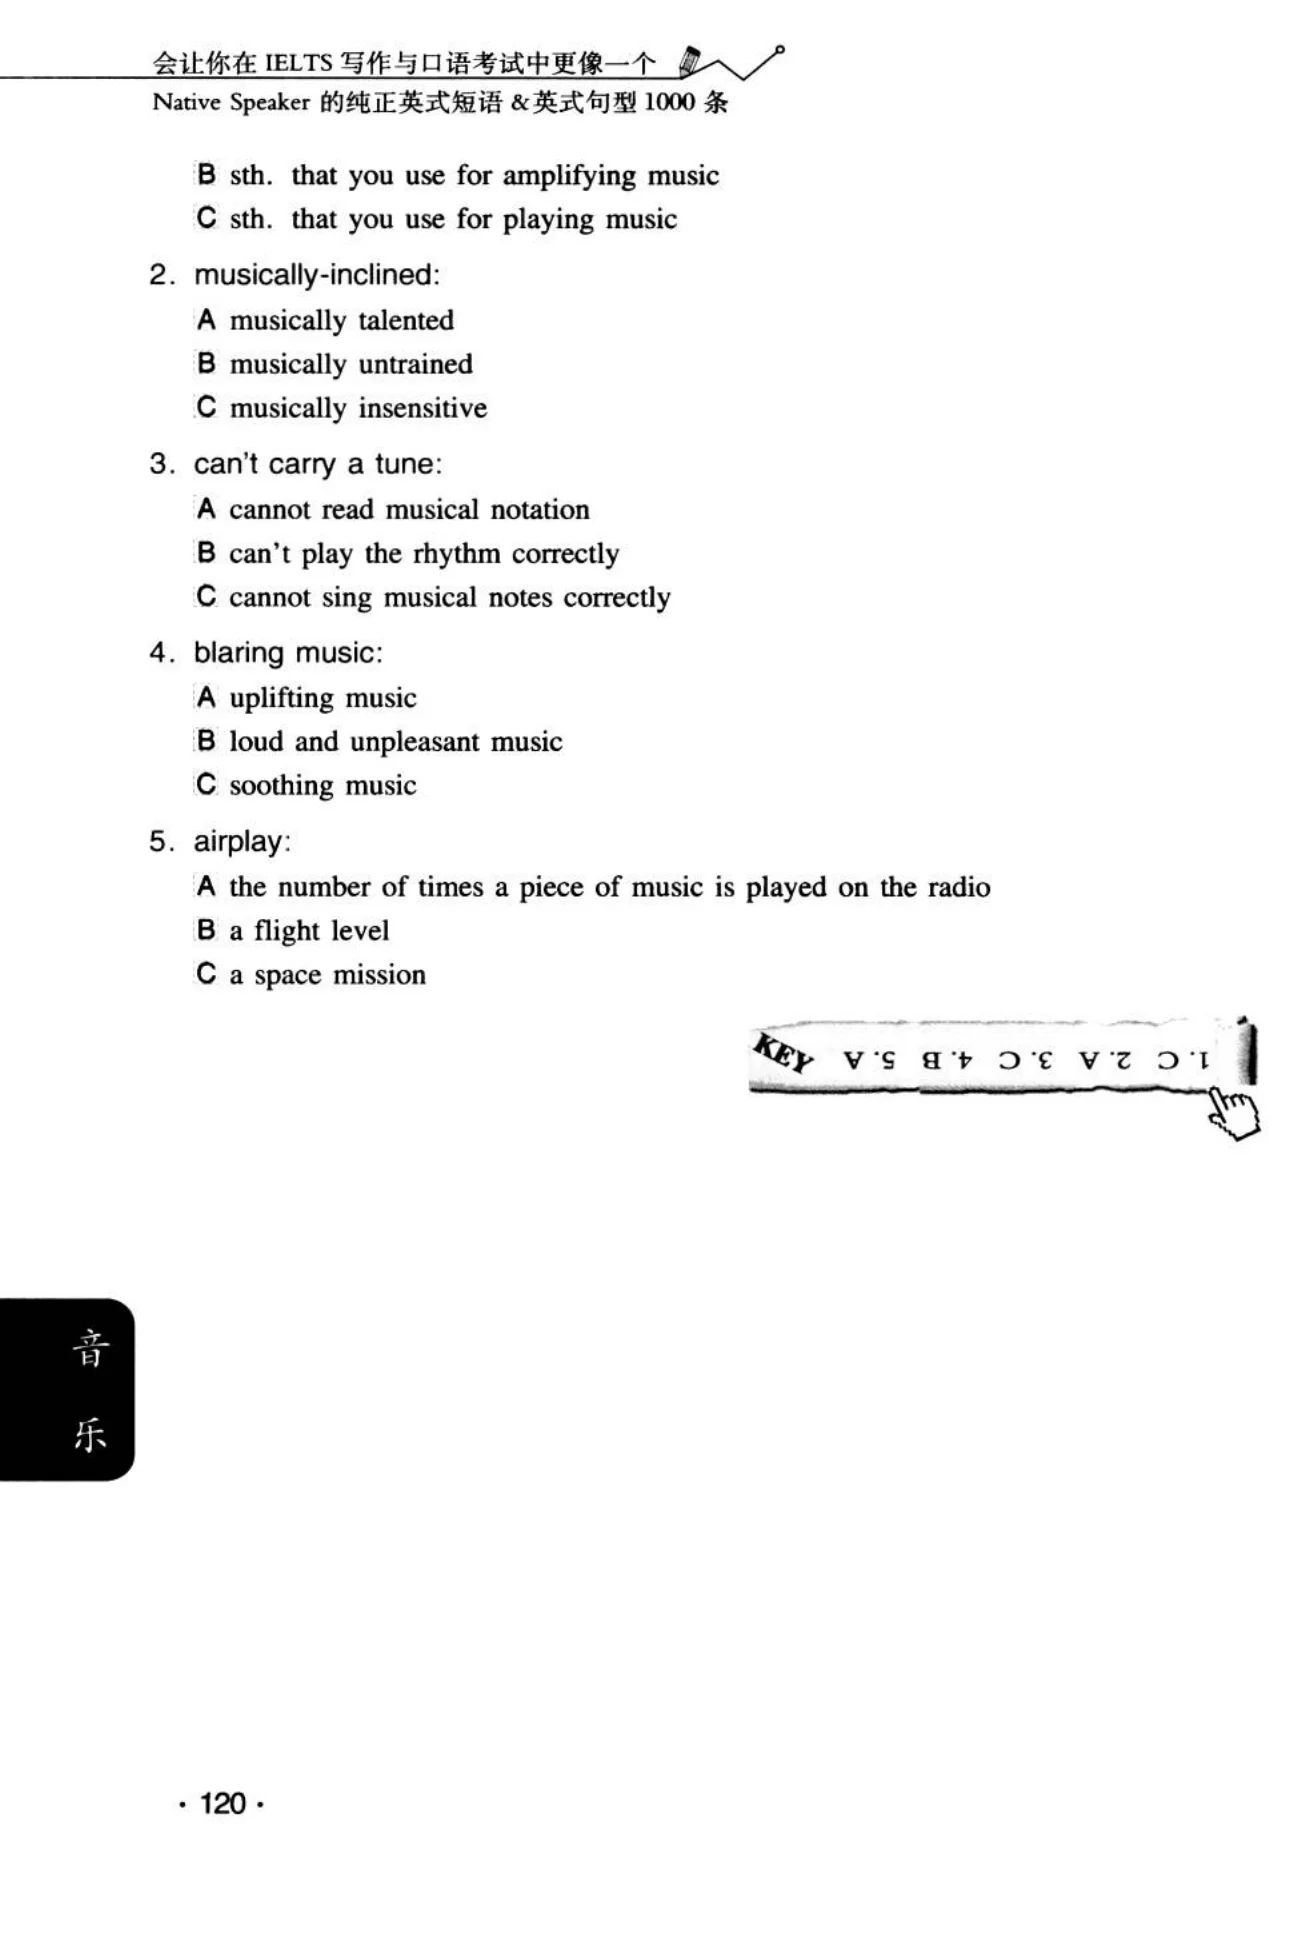 会让你在 IELTS 写作与口语考试中更像一个
Native Speaker 的纯正英式短语 &英式句型 1000 条
B sth. that you use for amplifying music
C sth. that you use for playing music
2. musically-inclined:
A musically talented
B musically untrained
C musically insensitive
3. can't carry a tune:
A cannot read musical notation
B can't play the rhythm correctly
C cannot sing musical notes correctly
4. blaring music:
A uplifting music
B loud and unpleasant music
C soothing music
5. airplay:
A the number of times a piece of music is played on the radio
B a flight level
C a space mission
KEY
1. C 2. A 3. C 4. B 5. A
音
乐
· 120 ·